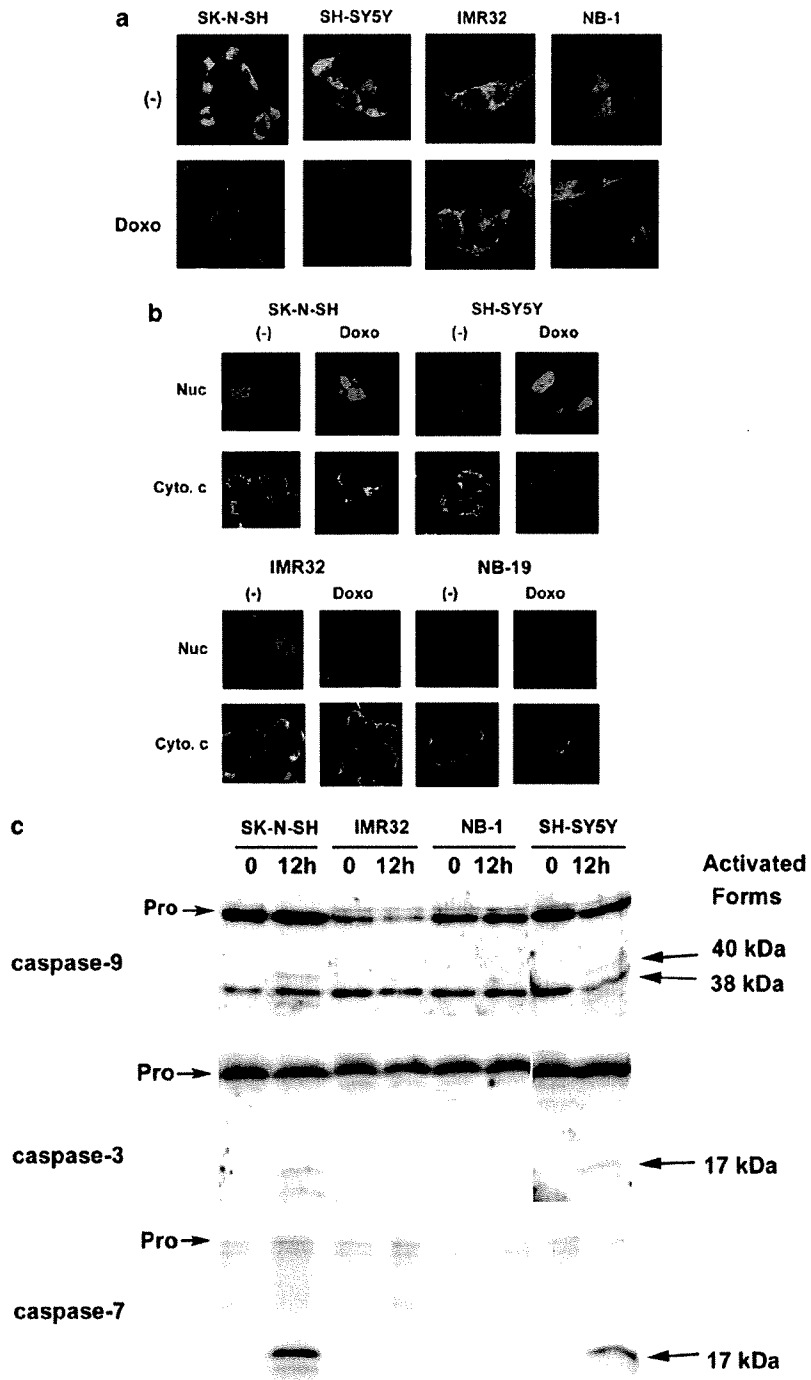 a
SK-N-SH SH-SY5Y IMR32 NB-1
(-)
Doxo
b
SK-N-SH SH-SY5Y
(-) Doxo (-) Doxo
Nuc
Cyto. c
IMR32 NB-19
(-) Doxo (-) Doxo
Nuc
Cyto. c
c
SK-N-SH IMR32 NB-1 SH-SY5Y
0 12h 0 12h 0 12h 0 12h Activated
Forms
Pro
40 kDa
caspase-9
38 kDa
Pro
caspase-3
17 kDa
Pro
caspase-7
17 kDa